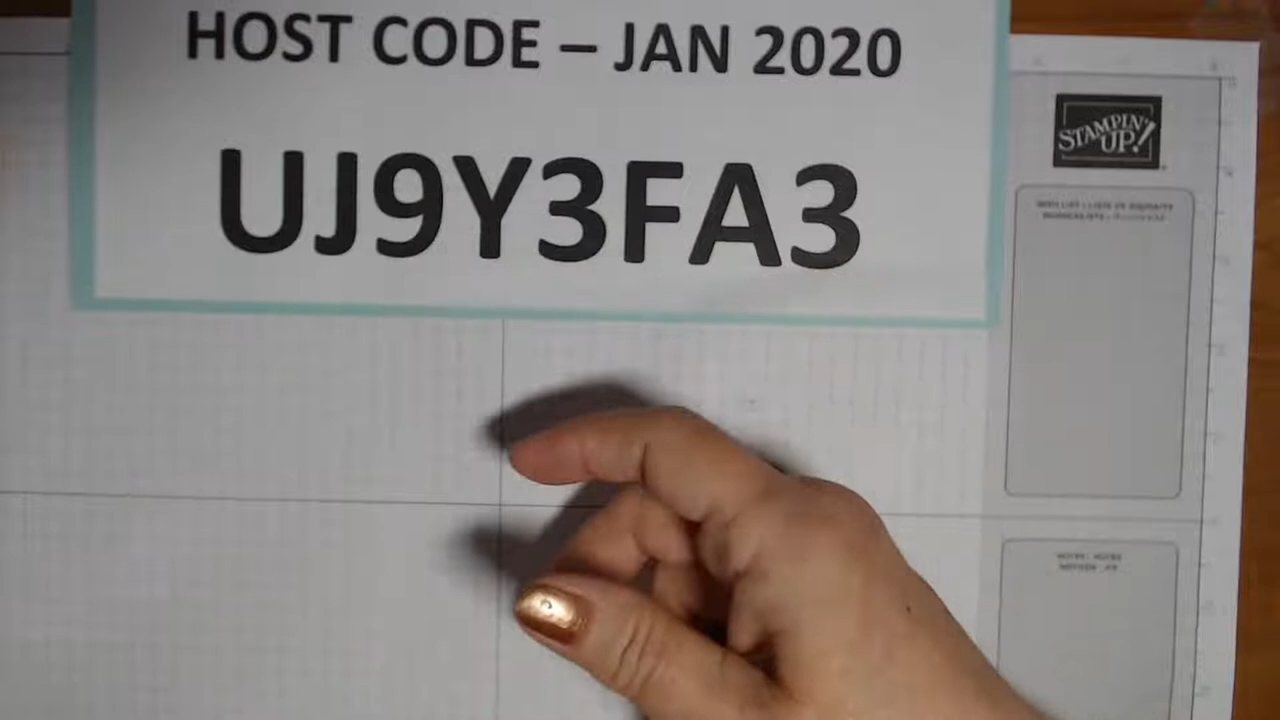 HOST CODE – JAN 2020
UJ9Y3FA3
STAMPIN' UP!